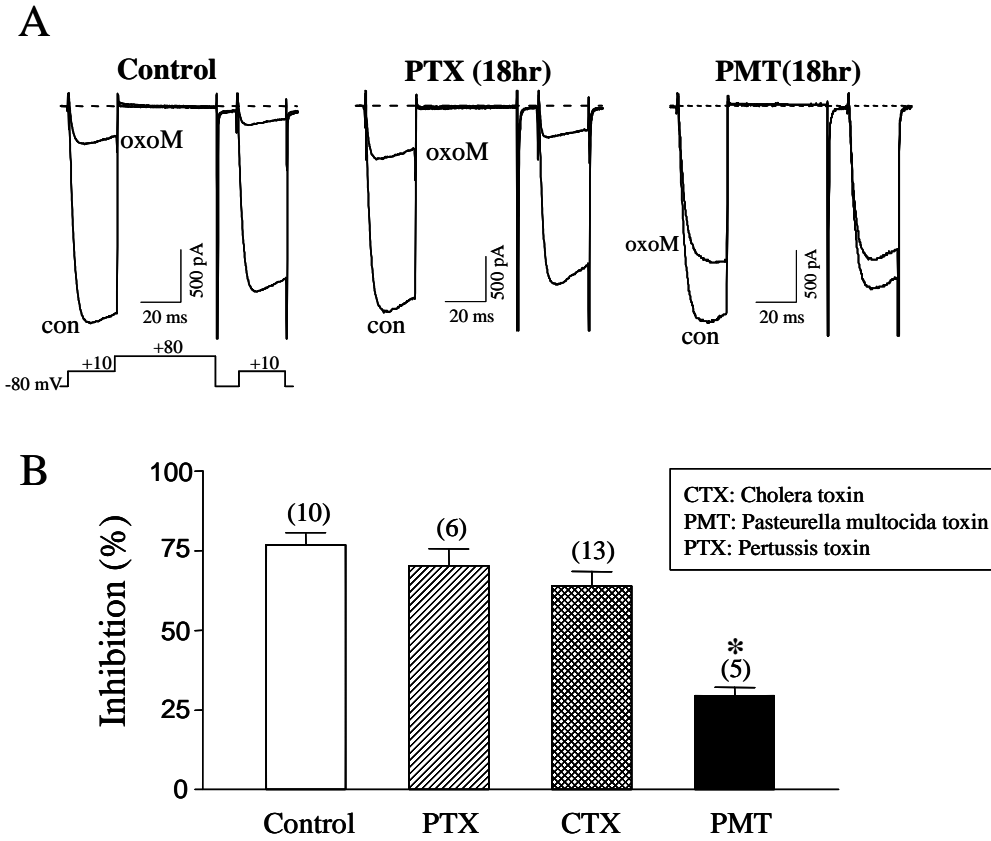 A
Control
PTX (18hr)
PMT(18hr)
oxoM
con
500 pA
20 ms
oxoM
con
500 pA
20 ms
oxoM
con
500 pA
20 ms
-80 mV
+10
+80
+10
B
Inhibition (%)
100
75
50
25
0
(10)
(6)
(13)
*
(5)
Control
PTX
CTX
PMT
CTX: Cholera toxin
PMT: Pasteurella multocida toxin
PTX: Pertussis toxin